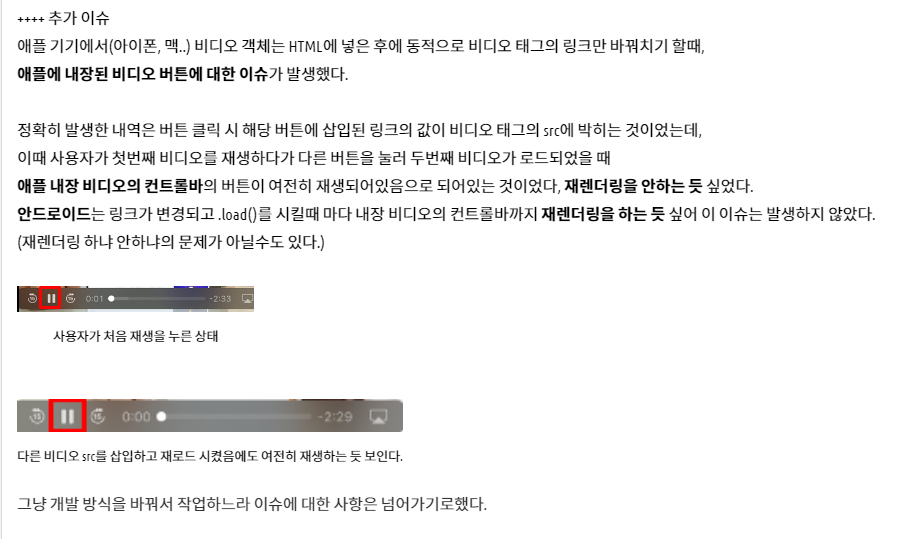 ++++ 추가 이슈
애플 기기에서(아이폰, 맥..) 비디오 객체는 HTML에 넣은 후에 동적으로 비디오 태그의 링크만 바꿔치기 할때,
애플에 내장된 비디오 버튼에 대한 이슈가 발생했다.
정확히 발생한 내역은 버튼 클릭 시 해당 버튼에 삽입된 링크의 값이 비디오 태그의 src에 박히는 것이었는데,
이때 사용자가 첫번째 비디오를 재생하다가 다른 버튼을 눌러 두번째 비디오가 로드되었을 때
애플 내장 비디오의 컨트롤바의 버튼이 여전히 재생되어있음으로 되어있는 것이었다, 재렌더링을 안하는 듯 싶었다.
안드로이드는 링크가 변경되고 .load()를 시킬때 마다 내장 비디오의 컨트롤바까지 재렌더링을 하는 듯 싶어 이 이슈는 발생하지 않았다.
(재렌더링 하냐 안하냐의 문제가 아닐수도 있다.)
15 15 0:01 -2:33
사용자가 처음 재생을 누른 상태
15 15 0:00 -2:29
다른 비디오 src를 삽입하고 재로드 시켰음에도 여전히 재생하는 듯 보인다.
그냥 개발 방식을 바꿔서 작업하느라 이슈에 대한 사항은 넘어가기로했다.